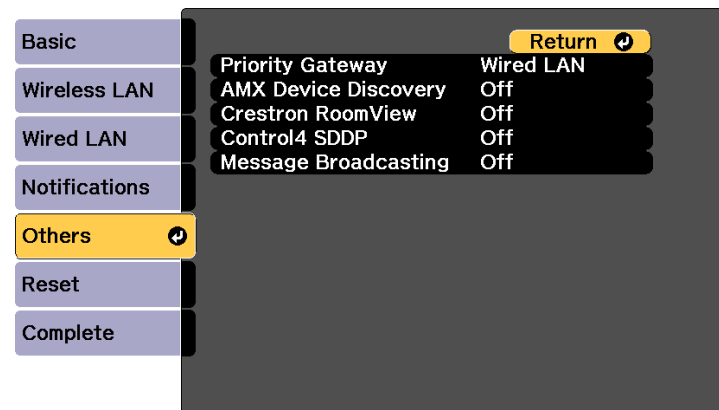 Basic
Wireless LAN
Wired LAN
Notifications
Others
Reset
Complete
Return
Priority Gateway Wired LAN
AMX Device Discovery Off
Crestron RoomView Off
Control4 SDDP Off
Message Broadcasting Off